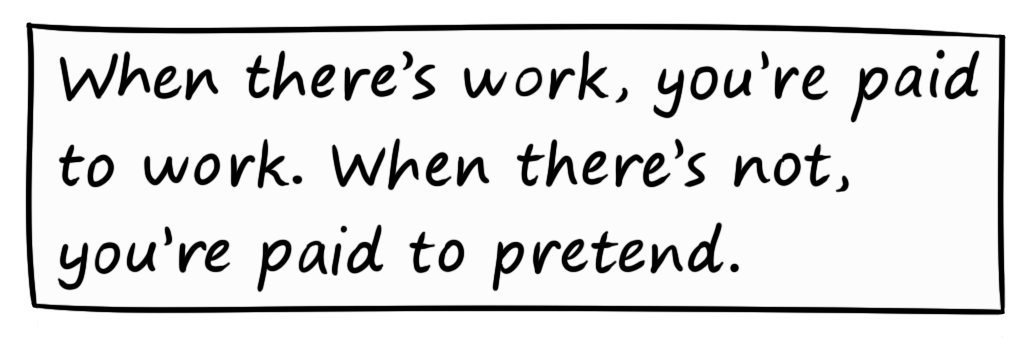 When there's work, you're paid
to work. When there's not,
you're paid to pretend.